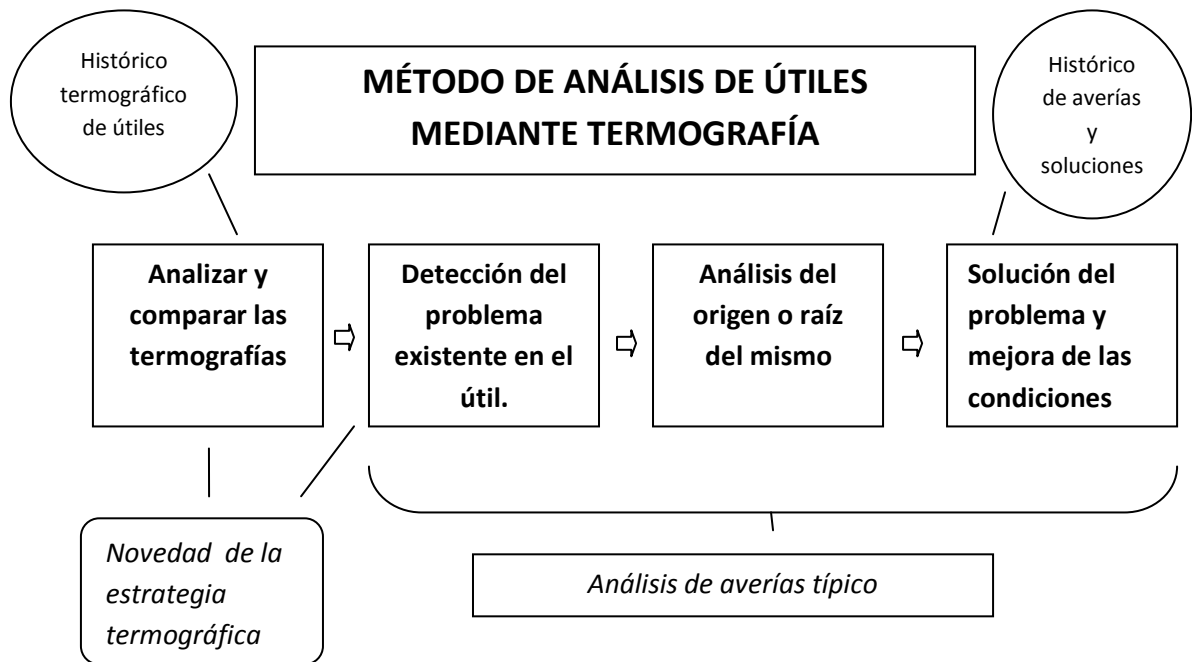 Histórico
termográfico
de útiles
MÉTODO DE ANÁLISIS DE ÚTILES
MEDIANTE TERMOGRAFÍA
Histórico
de averías
y
soluciones
Analizar y
comparar las
termografías
Detección del
problema
existente en el
útil.
Análisis del
origen o raíz
del mismo
Solución del
problema y
mejora de las
condiciones
Novedad de la
estrategia
termográfica
Análisis de averías típico